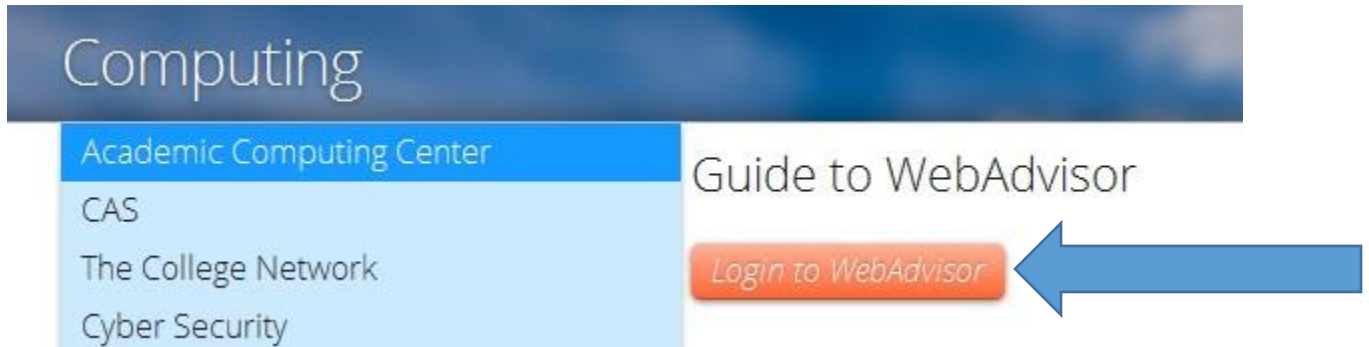 Computing
Academic Computing Center
CAS
The College Network
Cyber Security
Guide to WebAdvisor
Login to WebAdvisor